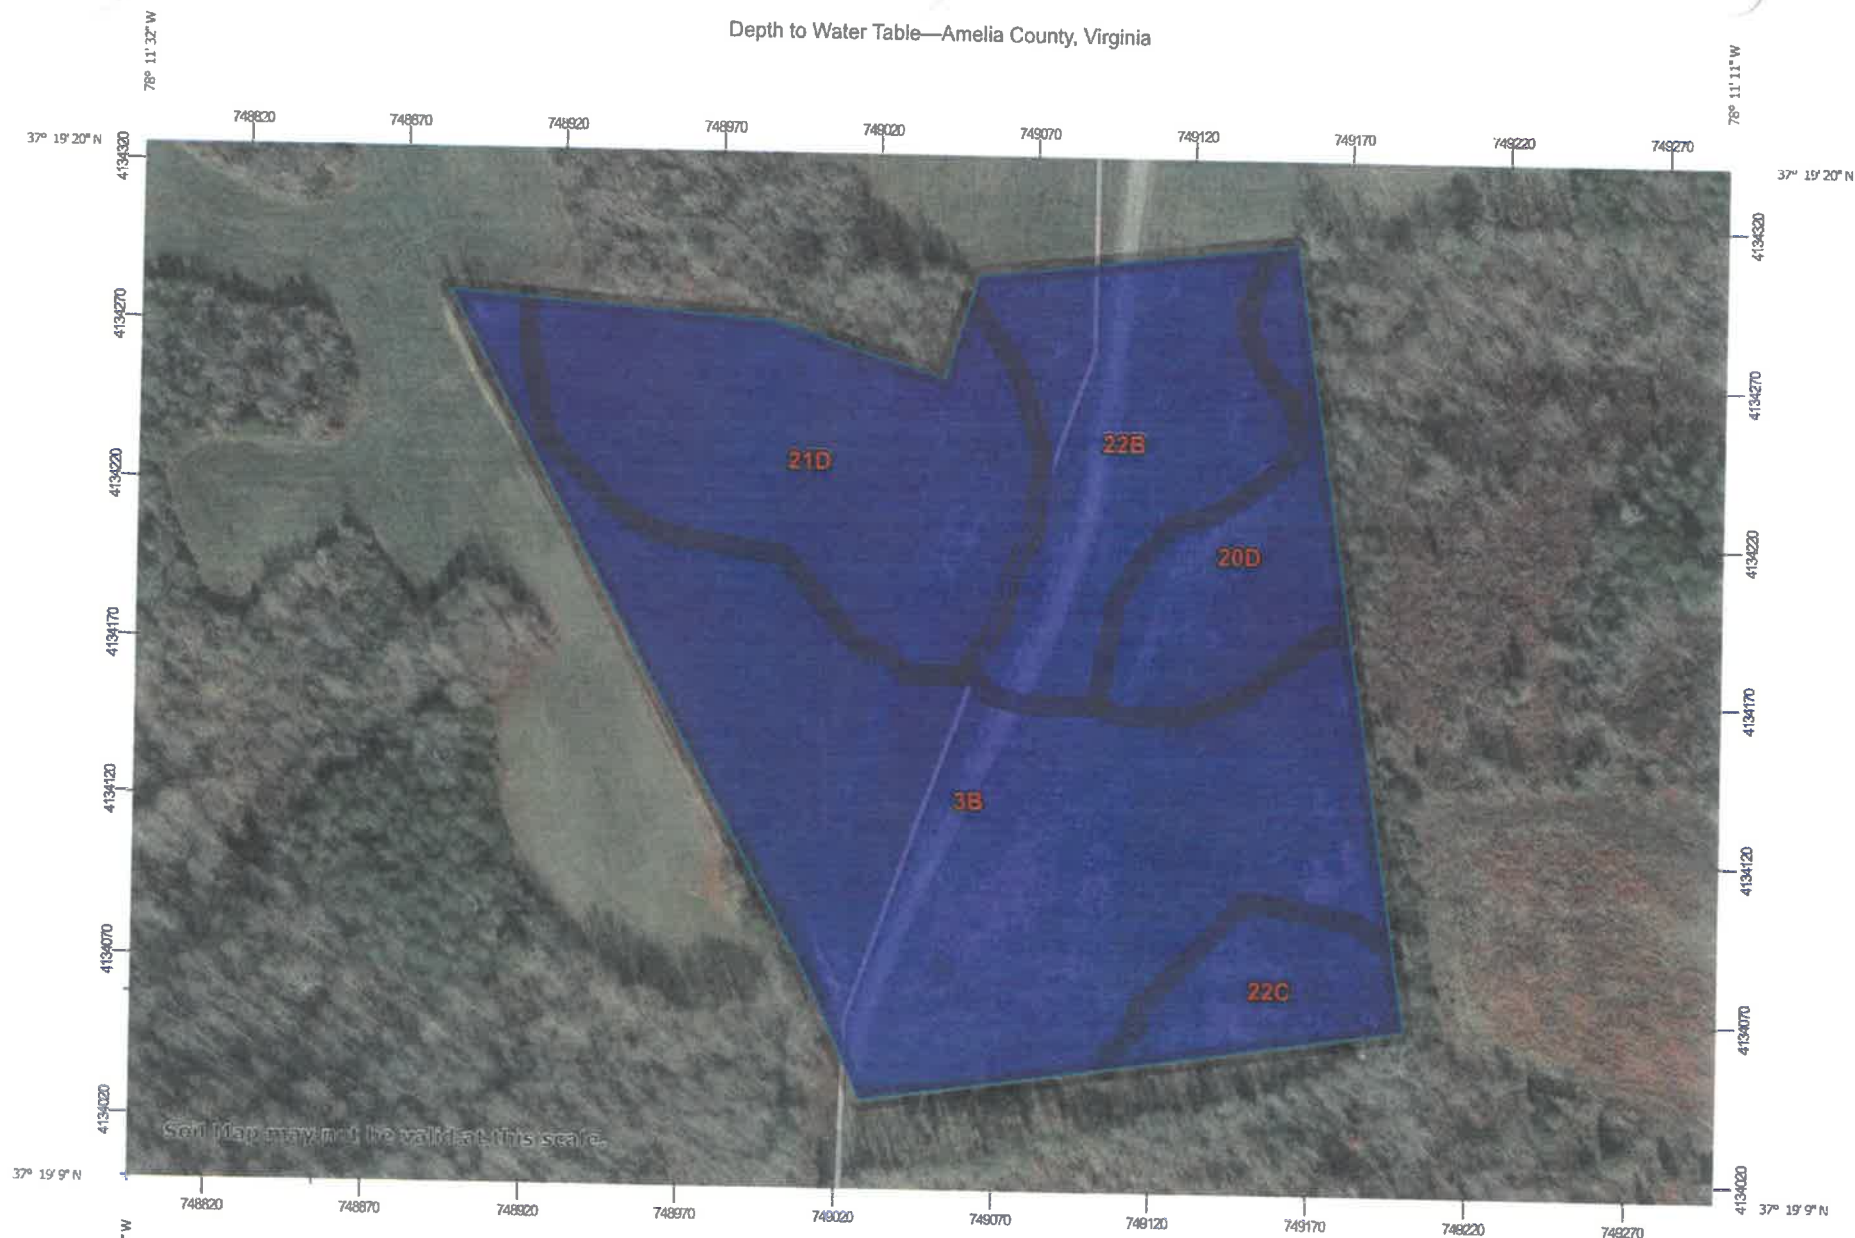 Depth to Water Table—Amelia County, Virginia
78° 11' 32" W
78° 11' 11" W
748820 748870 748920 748970 749020 749070 749120 749170 749220 749270
37° 19' 20" N
37° 19' 20" N
4134320
4134270
4134220
4134170
4134120
4134070
4134020
4134320
4134270
4134220
4134170
4134120
4134070
4134020
21D
22B
20D
3B
22C
Soil Map may not be valid at this scale.
37° 19' 9" N
37° 19' 9" N
748820 748870 748920 748970 749020 749070 749120 749170 749220 749270
" W